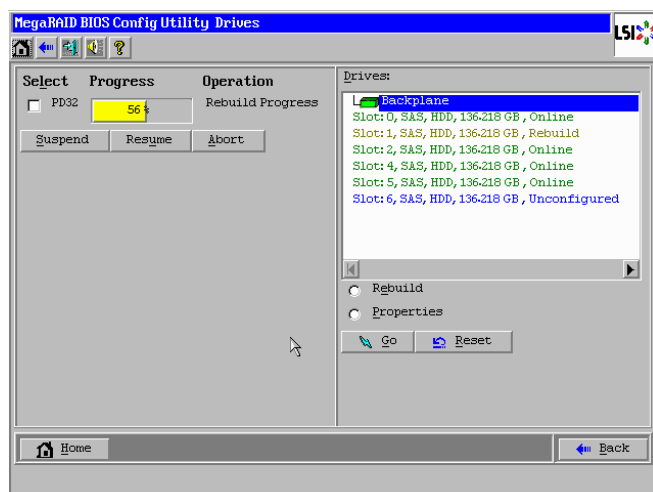 MegaRAID BIOS Config Utility Drives
LSI
Select Progress Operation
PD32 56% Rebuild Progress
Suspend Resume Abort
Drives:
Backplane
Slot: 0, SAS, HDD, 136.218 GB , Online
Slot: 1, SAS, HDD, 136.218 GB , Rebuild
Slot: 2, SAS, HDD, 136.218 GB , Online
Slot: 4, SAS, HDD, 136.218 GB , Online
Slot: 5, SAS, HDD, 136.218 GB , Online
Slot: 6, SAS, HDD, 136.218 GB , Unconfigured
Rebuild
Properties
Go Reset
Home Back